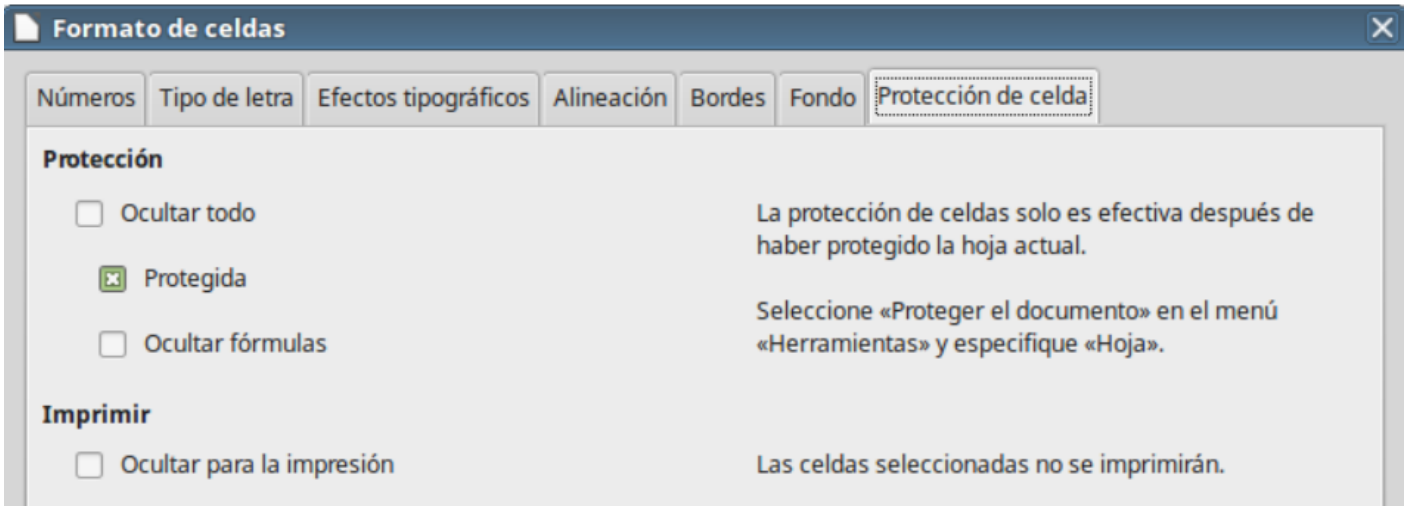 Formato de celdas
Números Tipo de letra Efectos tipográficos Alineación Bordes Fondo Protección de celda
Protección
Ocultar todo
La protección de celdas solo es efectiva después de
haber protegido la hoja actual.
Protegida
Seleccione «Proteger el documento» en el menú
«Herramientas» y especifique «Hoja».
Ocultar fórmulas
Imprimir
Ocultar para la impresión
Las celdas seleccionadas no se imprimirán.